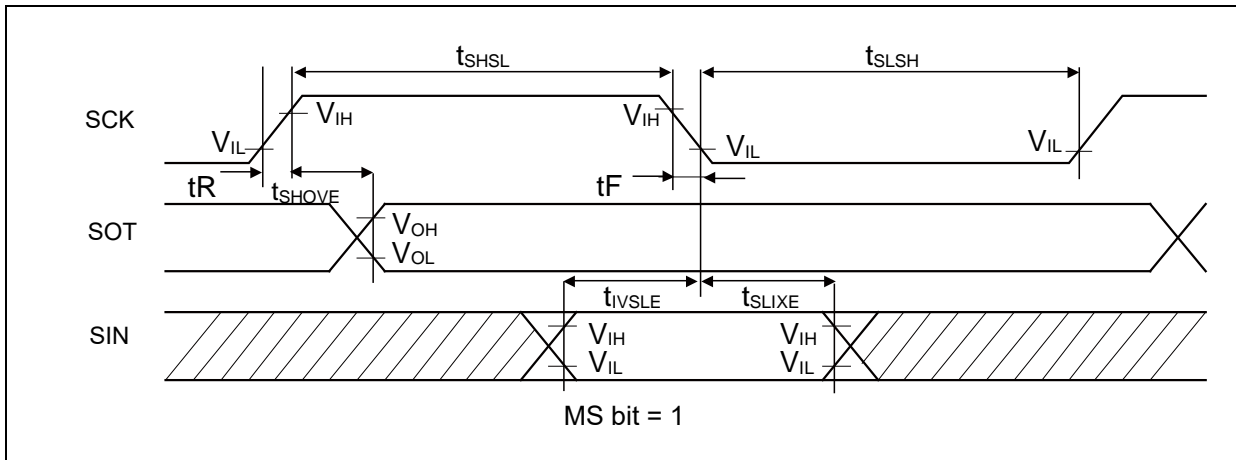 tSHSL
tSLSH
SCK
VIH
VIH
VIL
VIL
VIL
tR
tSHOVE
tF
SOT
VOH
VOL
tIVSLE
tSLIXE
SIN
VIH
VIH
VIL
VIL
MS bit = 1